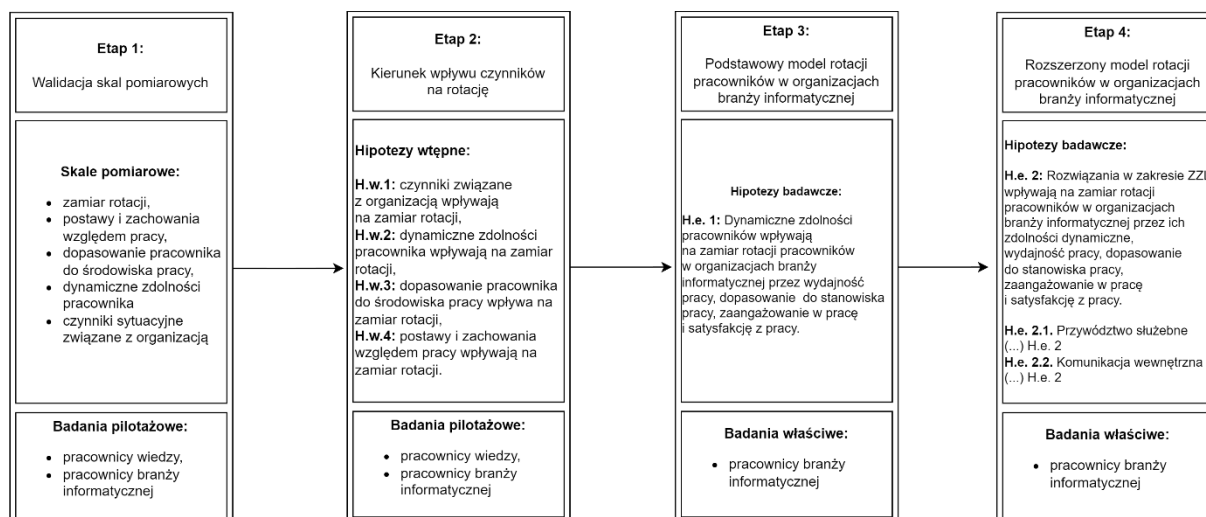 Etap 1:
Walidacja skal pomiarowych
Skale pomiarowe:
• zamiar rotacji,
• postawy i zachowania
względem pracy,
• dopasowanie pracownika
do środowiska pracy,
• dynamiczne zdolności
pracownika
• czynniki sytuacyjne
związane z organizacją
Badania pilotażowe:
• pracownicy wiedzy,
• pracownicy branży
informatycznej
Etap 2:
Kierunek wpływu czynników
na rotację
Hipotezy wtępne:
H.w.1: czynniki związane
z organizacją wpływają
na zamiar rotacji,
H.w.2: dynamiczne zdolności
pracownika wpływają na zamiar
rotacji,
H.w.3: dopasowanie pracownika
do środowiska pracy wpływa na
zamiar rotacji,
H.w.4: postawy i zachowania
względem pracy wpływają na
zamiar rotacji.
Badania pilotażowe:
• pracownicy wiedzy,
• pracownicy branży
informatycznej
Etap 3:
Podstawowy model rotacji
pracowników w organizacjach
branży informatycznej
Hipotezy badawcze:
H.e. 1: Dynamiczne zdolności
pracowników wpływają
na zamiar rotacji pracowników
w organizacjach branży
informatycznej przez wydajność
pracy, dopasowanie do stanowiska
pracy, zaangażowanie w pracę
i satysfakcję z pracy.
Badania właściwe:
• pracownicy branży
informatycznej
Etap 4:
Rozszerzony model rotacji
pracowników w organizacjach
branży informatycznej
Hipotezy badawcze:
H.e. 2: Rozwiązania w zakresie ZZL
wpływają na zamiar rotacji
pracowników w organizacjach
branży informatycznej przez ich
zdolności dynamiczne,
wydajność pracy, dopasowanie
do stanowiska pracy,
zaangażowanie w pracę
i satysfakcję z pracy.
H.e. 2.1. Przywództwo służebne
(...) H.e. 2
H.e. 2.2. Komunikacja wewnętrzna
(...) H.e. 2
Badania właściwe:
• pracownicy branży
informatycznej